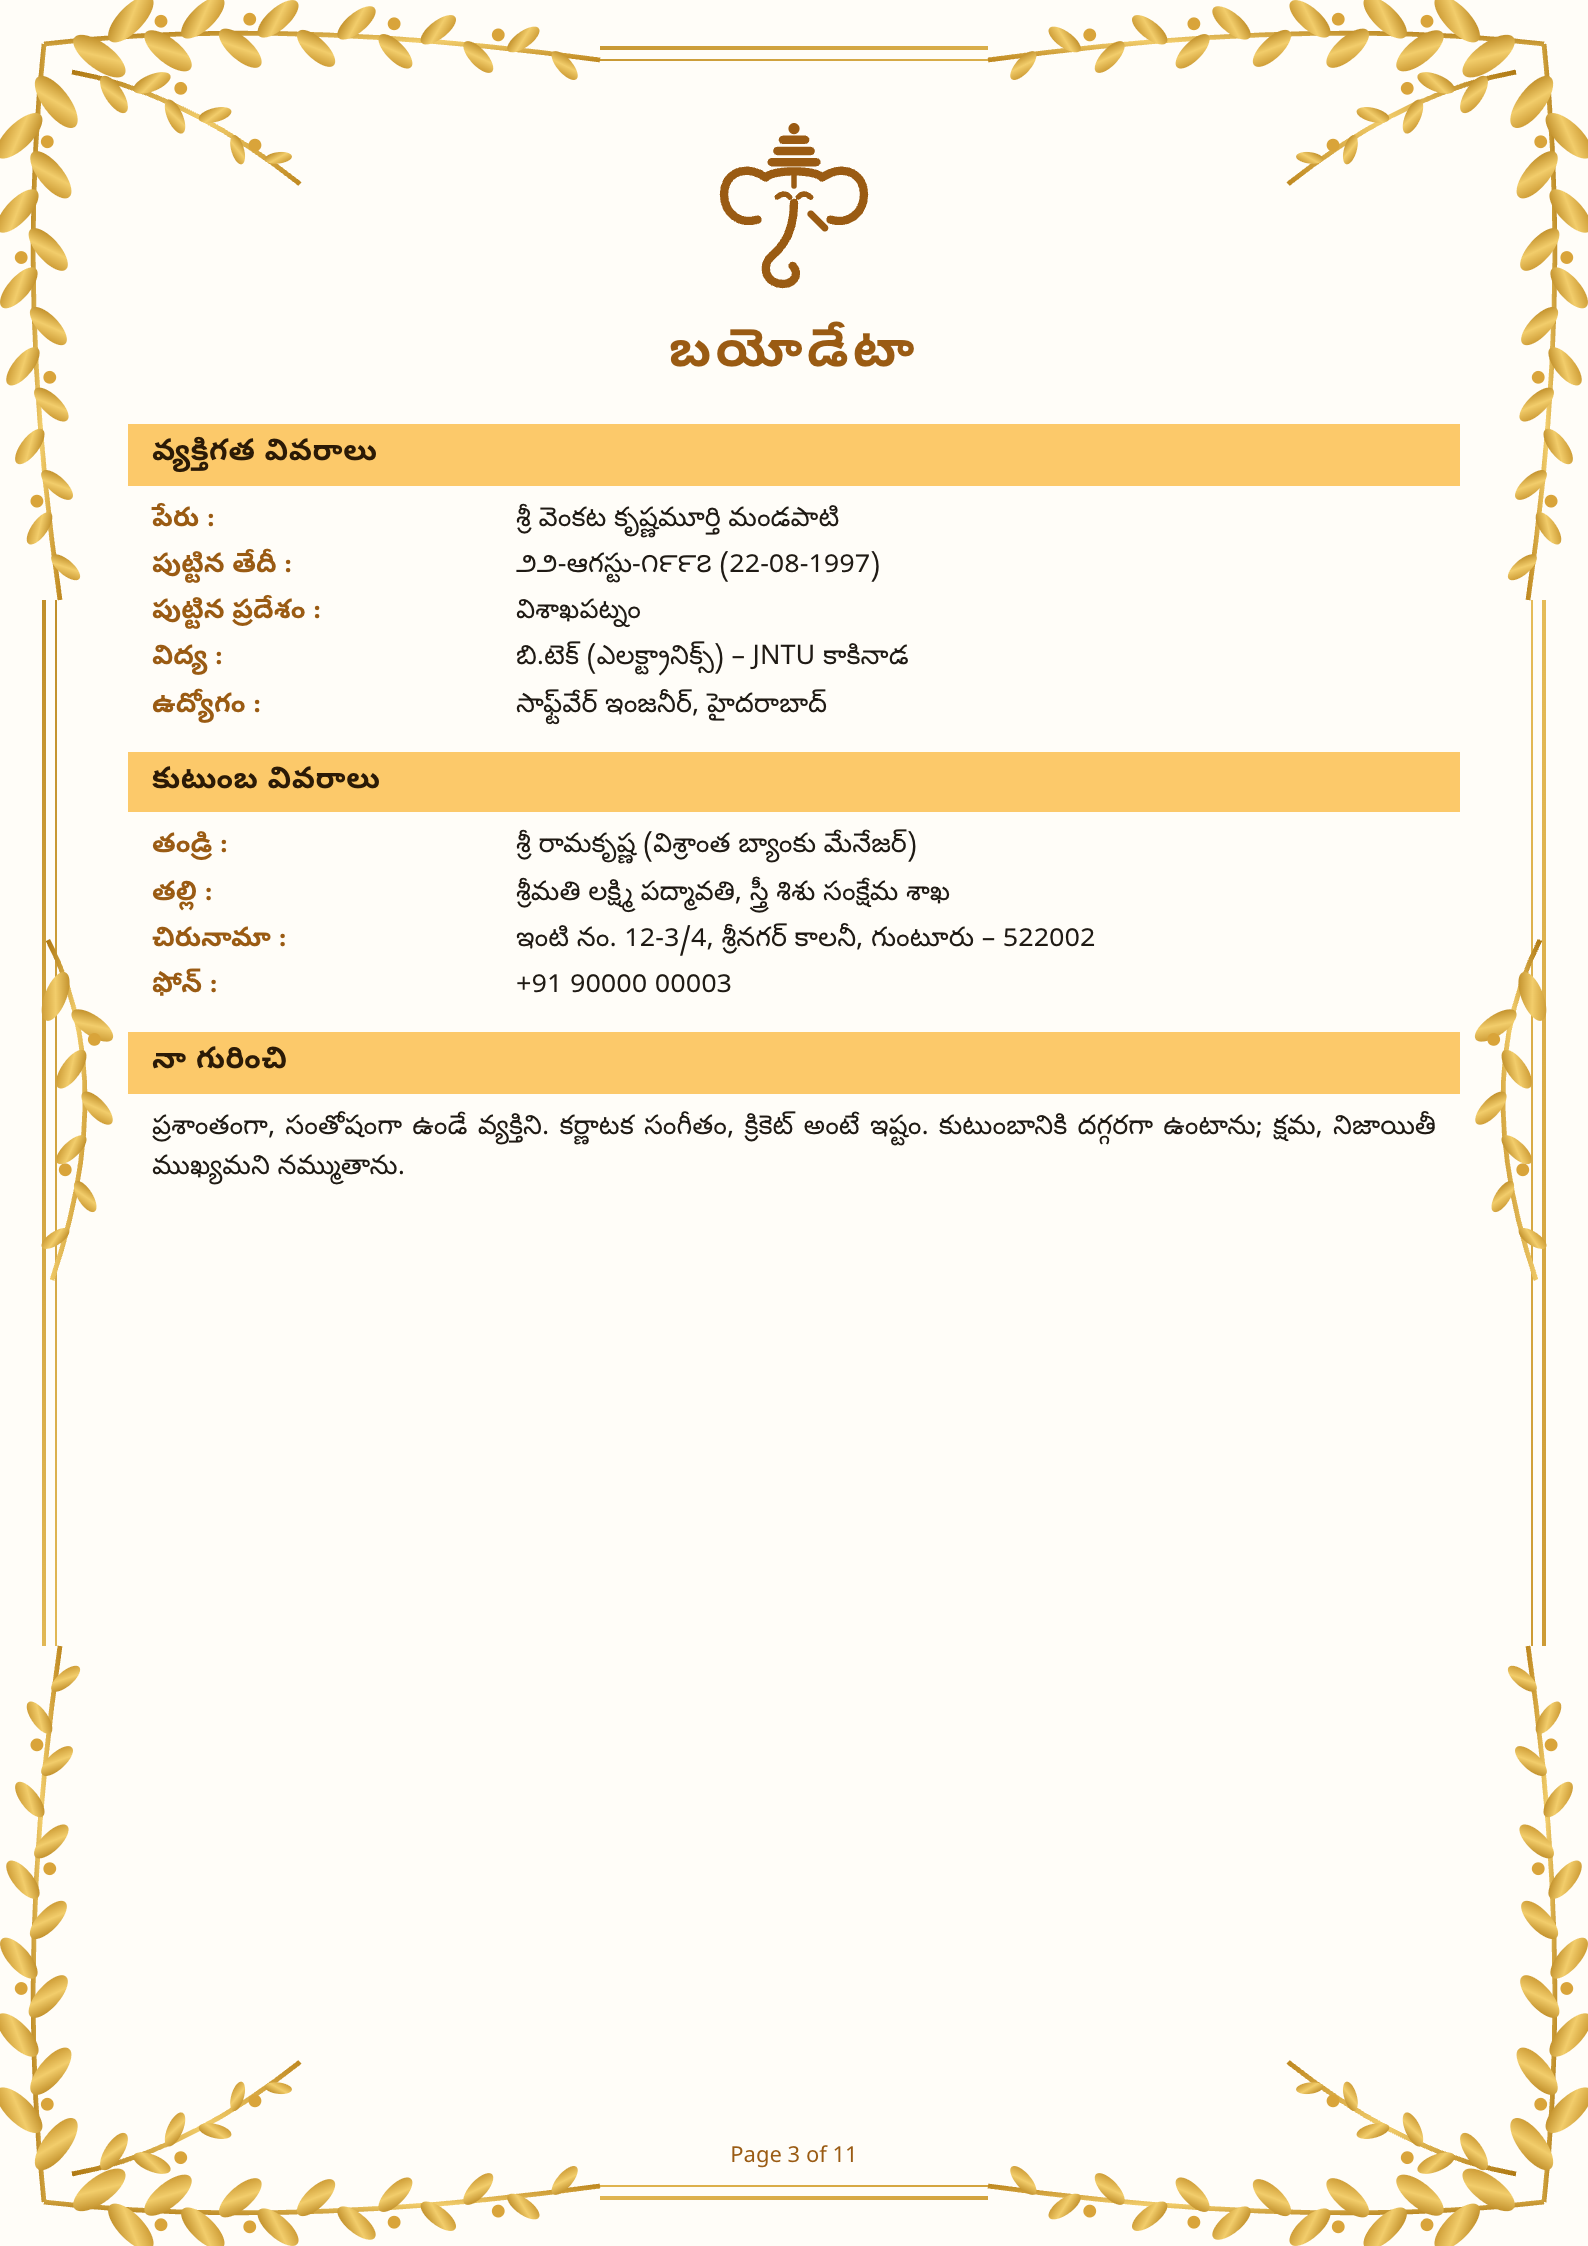 బయోడేటా
వ్యక్తిగత వివరాలు
పేరు : శ్రీ వెంకట కృష్ణమూర్తి మండపాటి
పుట్టిన తేదీ : ౨౨-ఆగస్టు-౧౯౯౭ (22-08-1997)
పుట్టిన ప్రదేశం : విశాఖపట్నం
విద్య : బి.టెక్ (ఎలక్ట్రానిక్స్) – JNTU కాకినాడ
ఉద్యోగం : సాఫ్ట్‌వేర్ ఇంజనీర్, హైదరాబాద్
కుటుంబ వివరాలు
తండ్రి : శ్రీ రామకృష్ణ (విశ్రాంత బ్యాంకు మేనేజర్)
తల్లి : శ్రీమతి లక్ష్మి పద్మావతి, స్త్రీ శిశు సంక్షేమ శాఖ
చిరునామా : ఇంటి నం. 12-3/4, శ్రీనగర్ కాలనీ, గుంటూరు – 522002
ఫోన్ : +91 90000 00003
నా గురించి
ప్రశాంతంగా, సంతోషంగా ఉండే వ్యక్తిని. కర్ణాటక సంగీతం, క్రికెట్ అంటే ఇష్టం. కుటుంబానికి దగ్గరగా ఉంటాను; క్షమ, నిజాయితీ
ముఖ్యమని నమ్ముతాను.
Page 3 of 11